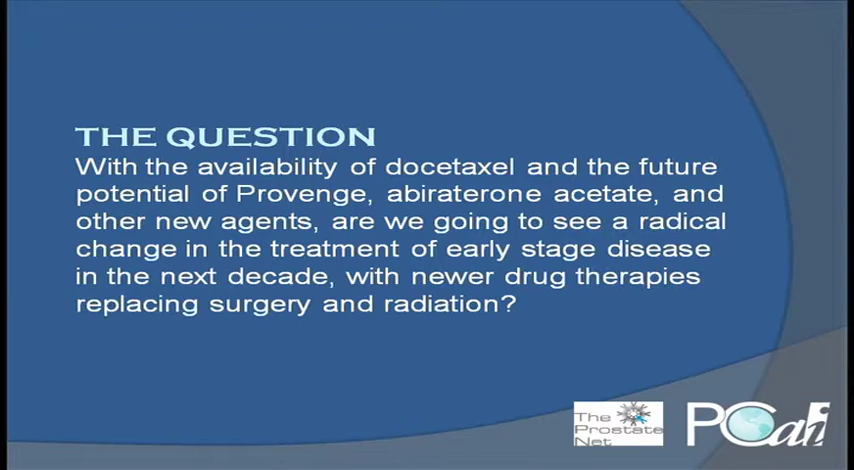 THE QUESTION
With the availability of docetaxel and the future
potential of Provenge, abiraterone acetate, and
other new agents, are we going to see a radical
change in the treatment of early stage disease
in the next decade, with newer drug therapies
replacing surgery and radiation?
The
Prostate
Net
PCai